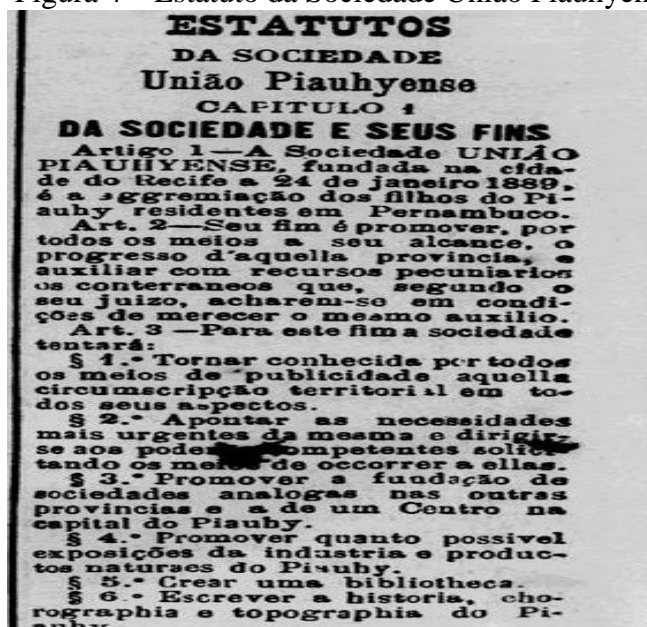 Figura 4 – Estatuto da Sociedade União Piauhyen
ESTATUTOS
DA SOCIEDADE
União Piauhyense
CAPITULO 1
DA SOCIEDADE E SEUS FINS
Artigo 1—A Sociedade UNIÃO
PIAUHYENSE, fundada na cida-
de do Recife a 24 de janeiro 1889,
é a aggremiação dos filhos do Pi-
auhy residentes em Pernambuco.
Art. 2—Seu fim é promover, por
todos os meios a seu alcance, o
progresso d'aquella provincia, e
auxiliar com recursos pecuniarios
os conterraneos que, segundo o
seu juizo, acharem-se em condi-
ções de merecer o mesmo auxilio.
Art. 3 —Para este fim a sociedade
tentará:
§ 1.º Tornar conhecida por todos
os meios de publicidade aquella
circumscripção territorial em to-
dos seus aspectos.
§ 2.º Apontar as necessidades
mais urgentes da mesma e dirigir-
se aos solici-
tando os meios de occorrer a ellas.
§ 3.º Promover a fundação de
sociedades analogas nas outras
provincias e a de um Centro na
capital do Piauhy.
§ 4.º Promover quanto possivel
exposições da industria e produc-
tos naturaes do Piauhy.
§ 5.º Crear uma bibliotheca.
§ 6.º Escrever a historia, cho-
rographia e topographia do Pi-
auhy